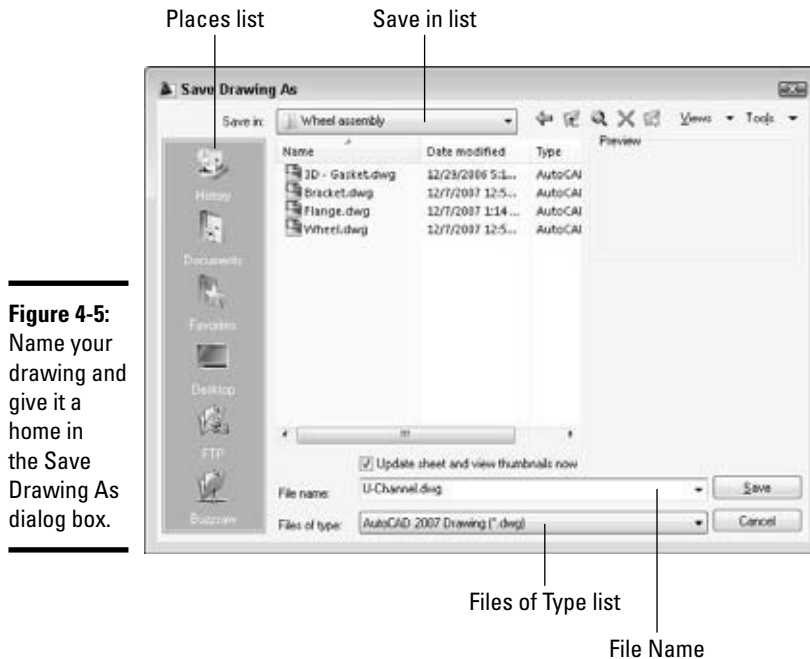 Places list
Save in list
Save Drawing As
Save in:
Wheel assembly
Views
Tools
Name
Date modified
Type
Preview
3D - Gasket.dwg 12/29/2006 5:1... AutoCAI
Bracket.dwg 12/7/2007 12:5... AutoCAI
Flange.dwg 12/7/2007 1:14 ... AutoCAI
Wheel.dwg 12/7/2007 12:5... AutoCAI
History
Documents
Favorites
Desktop
FTP
Buzzsaw
Update sheet and view thumbnails now
File name: U-Channel.dwg
Save
Files of type: AutoCAD 2007 Drawing (*.dwg)
Cancel
Figure 4-5:
Name your
drawing and
give it a
home in
the Save
Drawing As
dialog box.
Files of Type list
File Name